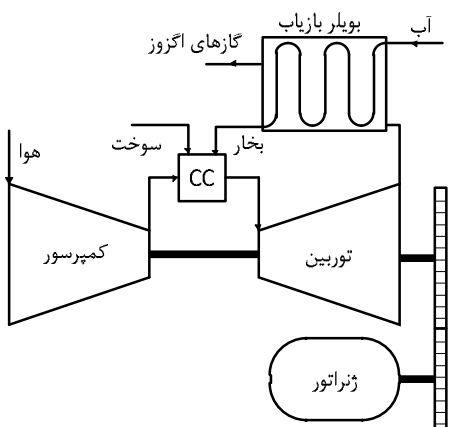 بویلر بازیاب
آب
گازهای اگزوز
بخار
سوخت
هوا
CC
کمپرسور
توربین
ژنراتور